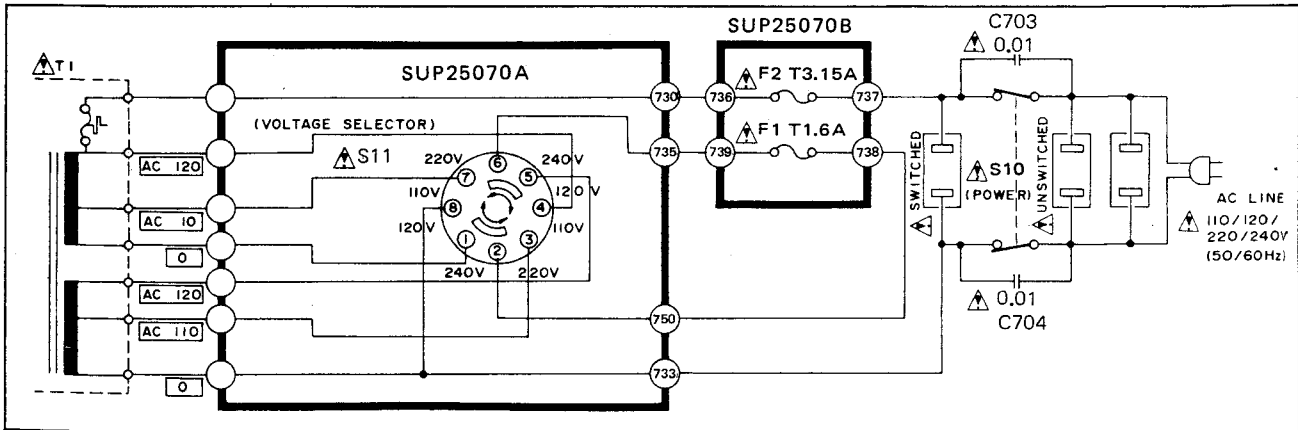 T1
SUP25070A
SUP25070B
C703
0.01
F2 T3.15A
730
736
737
(VOLTAGE SELECTOR)
S11
F1 T1.6A
735
739
738
AC 120
AC 10
0
AC 120
AC 110
0
220V
6
240V
7
5
110V
120V
8
4
120V
110V
1
2
3
240V
220V
SWITCHED
S10
(POWER)
UNSWITCHED
AC LINE
110/120/
220/240V
(50/60Hz)
750
733
0.01
C704